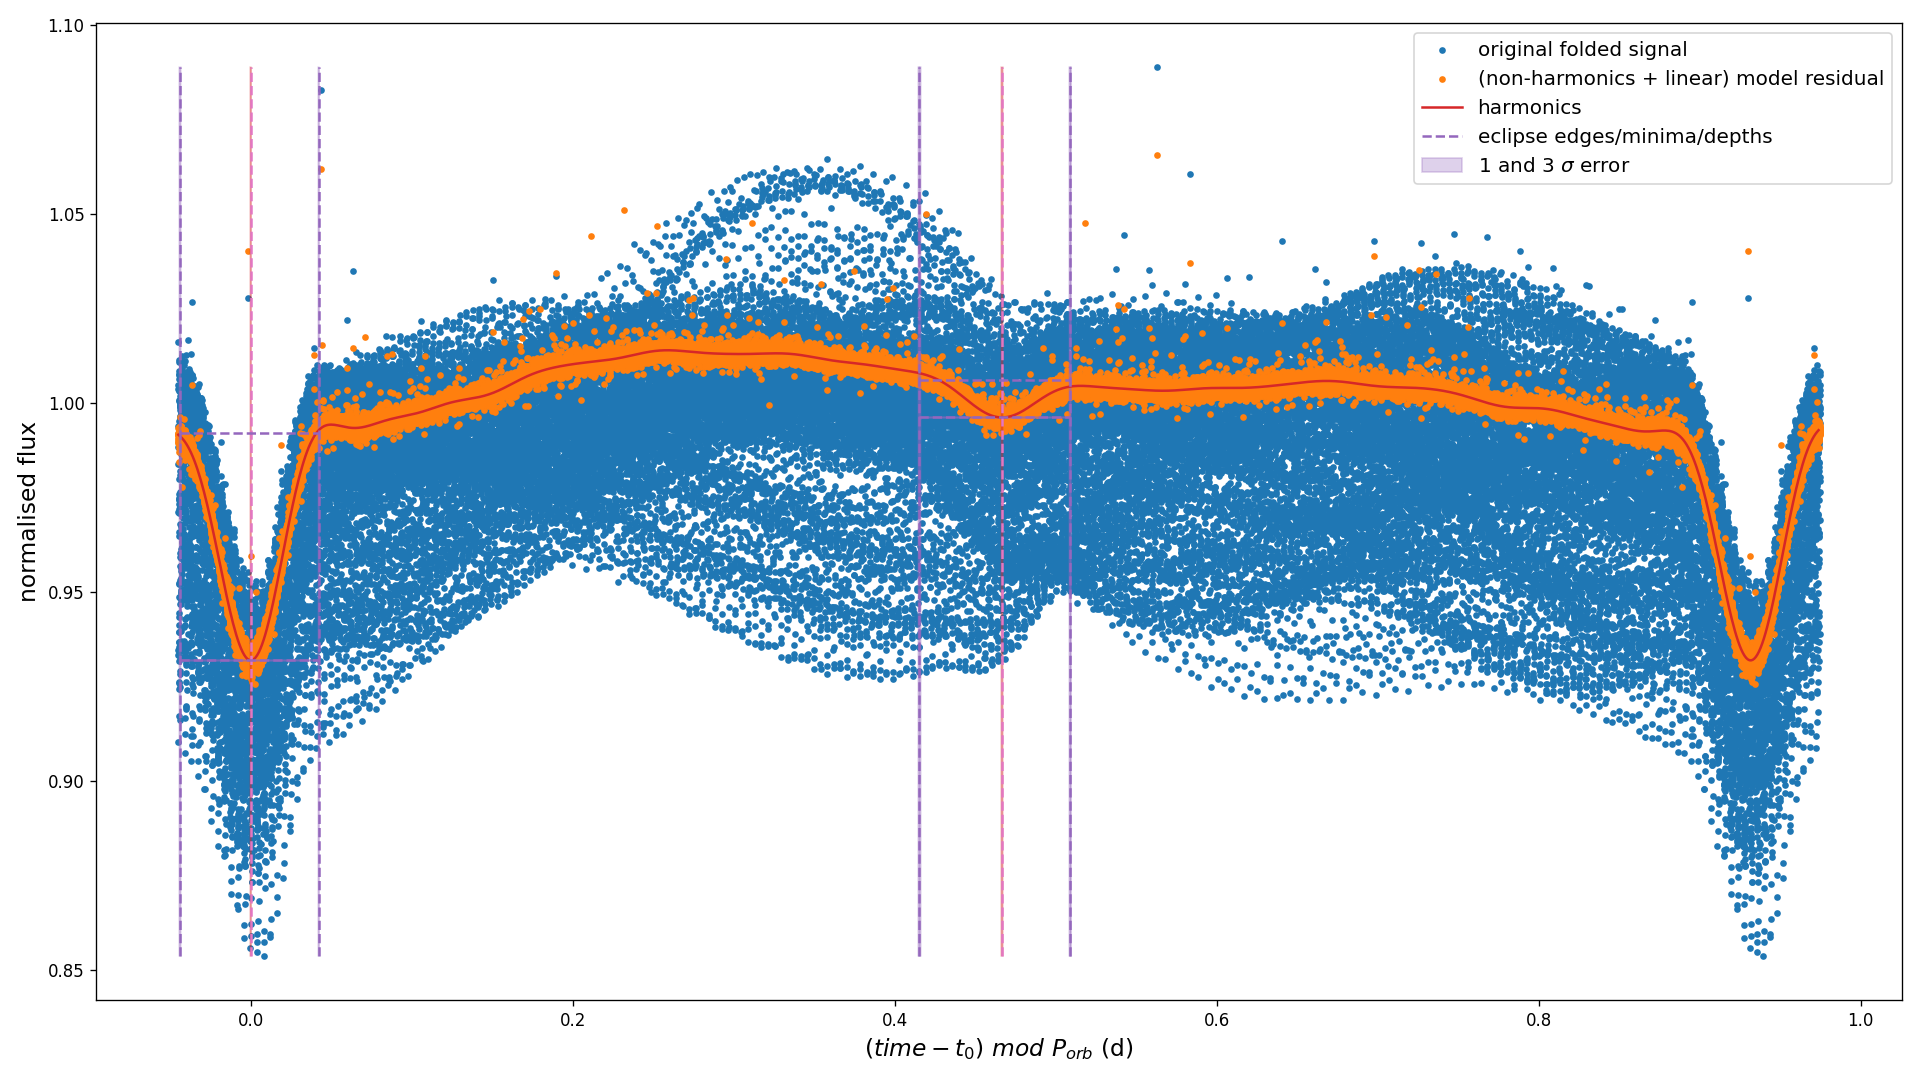 1.10
1.05
1.00
0.95
0.90
0.85
normalised flux
original folded signal
(non-harmonics + linear) model residual
harmonics
eclipse edges/minima/depths
1 and 3 σ error
0.0 0.2 0.4 0.6 0.8 1.0
(time − t₀) mod P_orb (d)